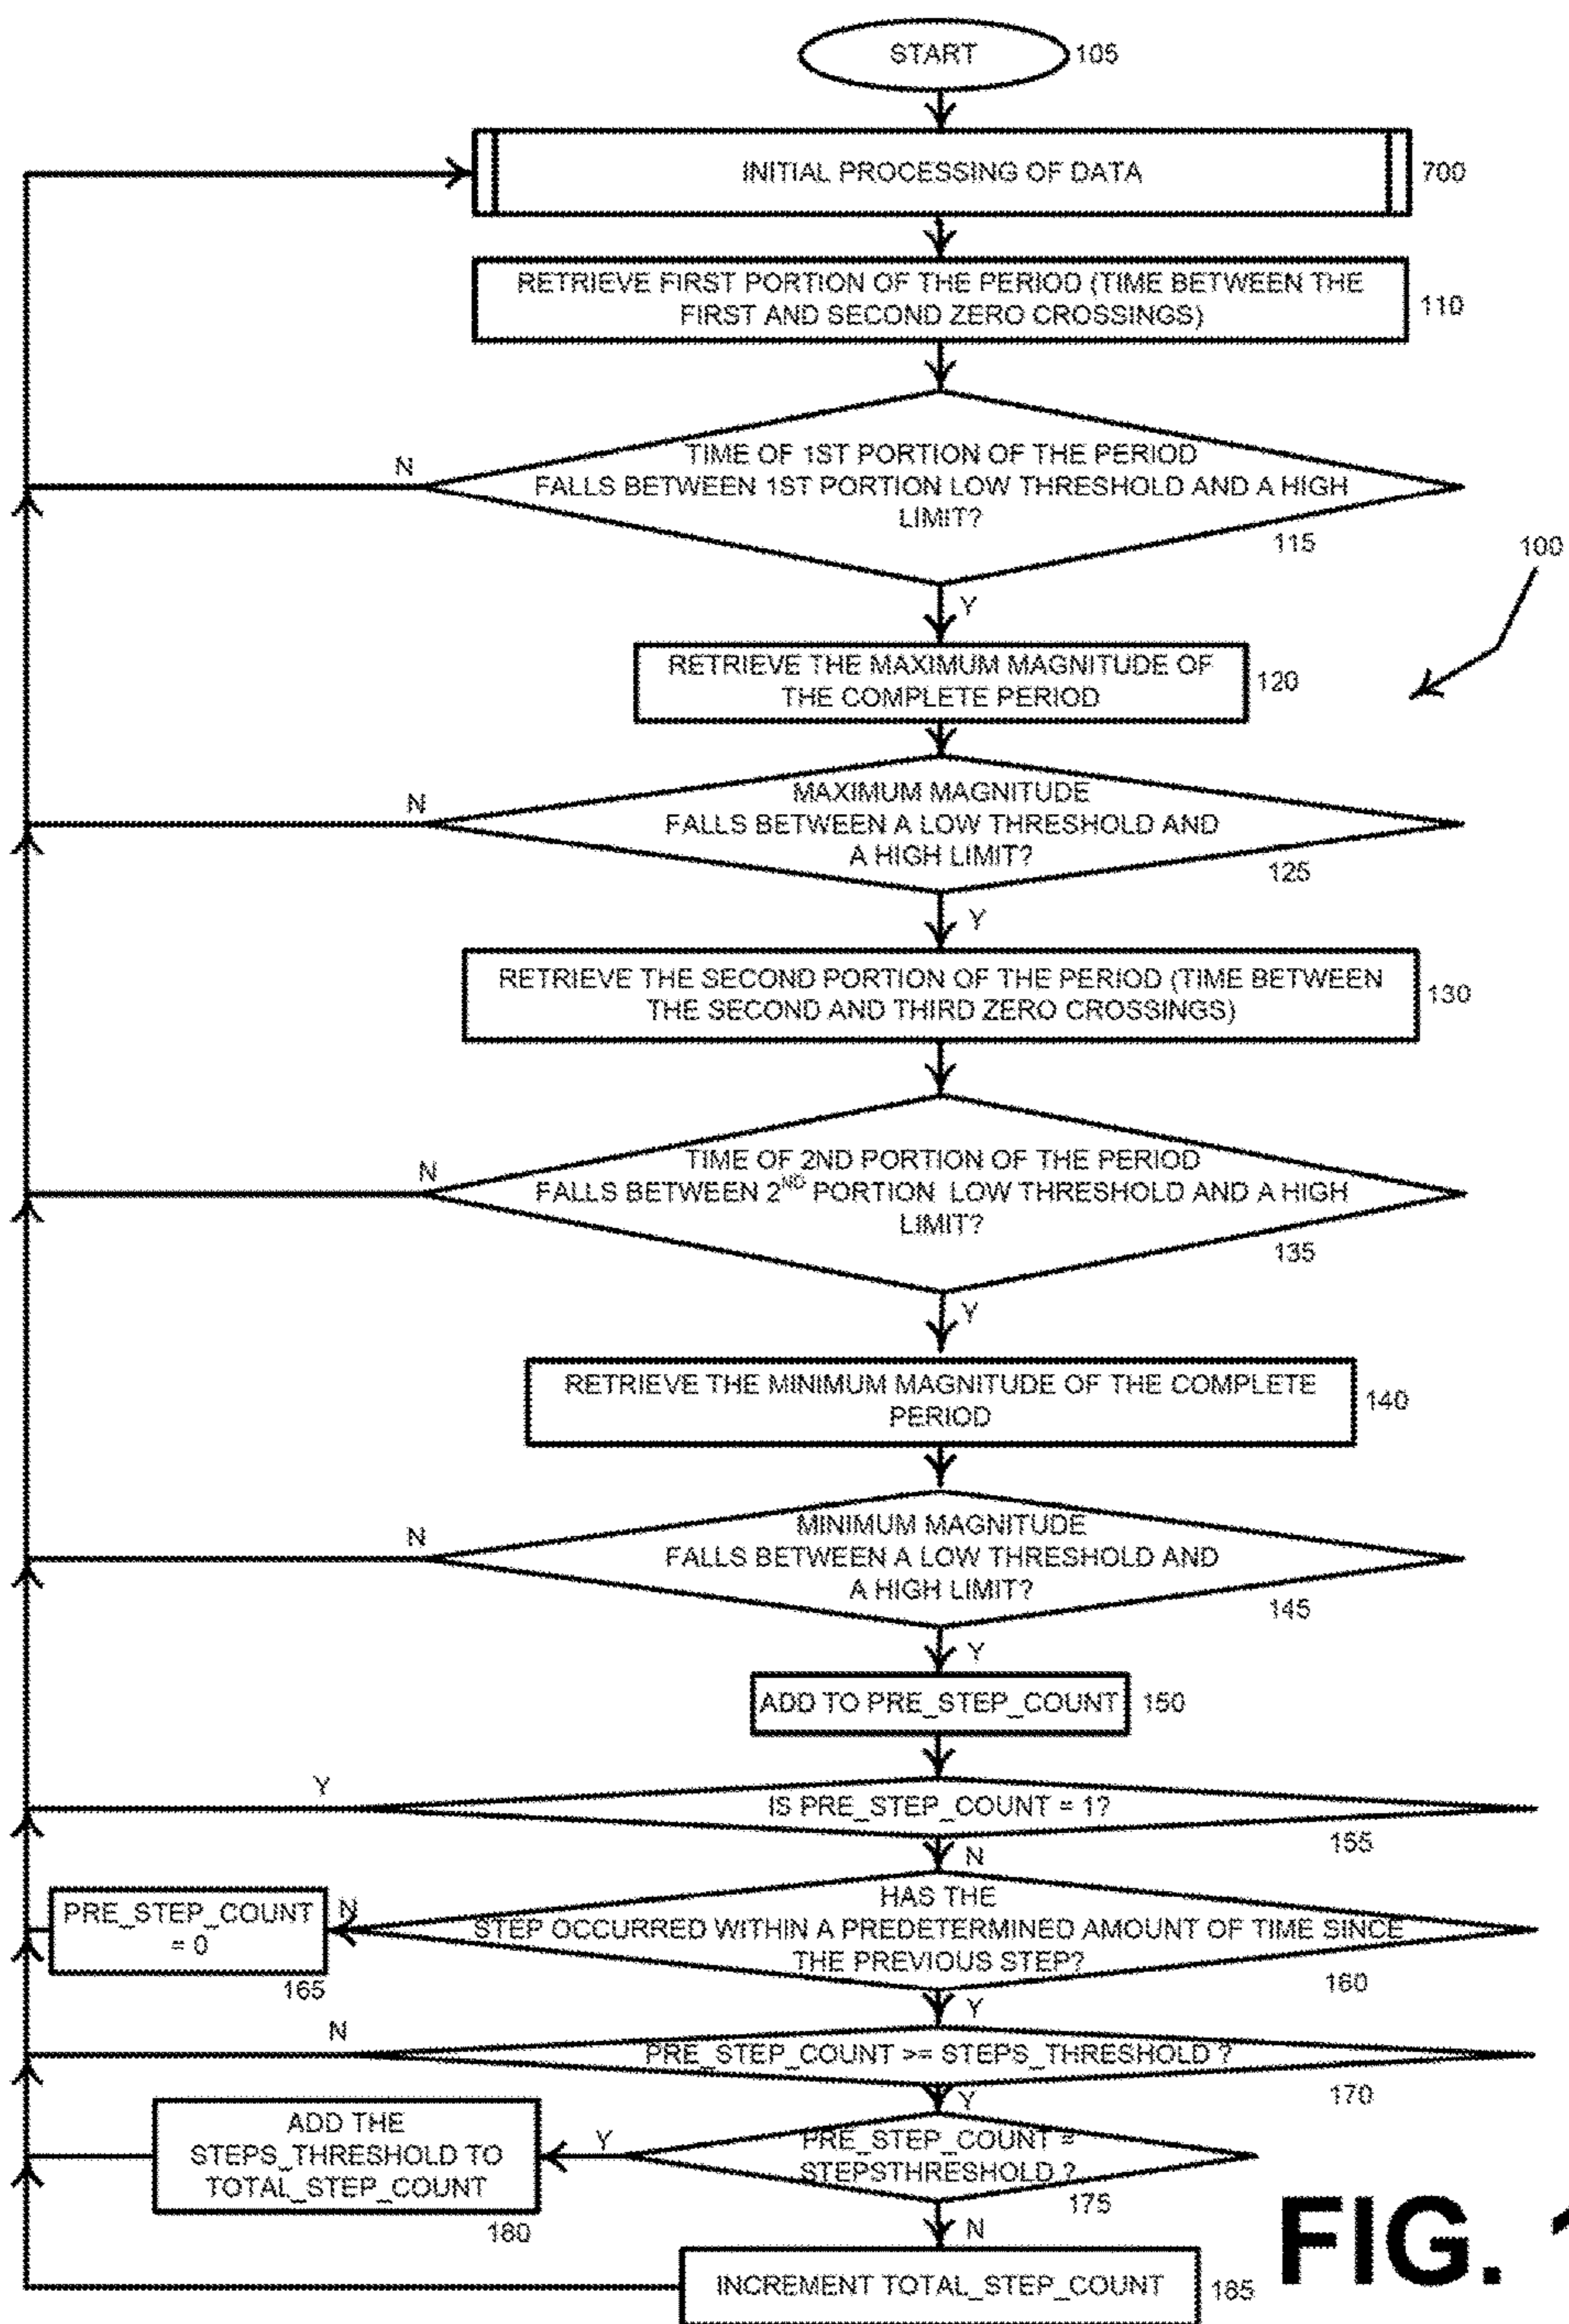 START
105
INITIAL PROCESSING OF DATA
700
RETRIEVE FIRST PORTION OF THE PERIOD (TIME BETWEEN THE
FIRST AND SECOND ZERO CROSSINGS)
110
TIME OF 1ST PORTION OF THE PERIOD
FALLS BETWEEN 1ST PORTION LOW THRESHOLD AND A HIGH
LIMIT?
N
115
100
Y
RETRIEVE THE MAXIMUM MAGNITUDE OF
THE COMPLETE PERIOD
120
MAXIMUM MAGNITUDE
FALLS BETWEEN A LOW THRESHOLD AND
A HIGH LIMIT?
N
125
Y
RETRIEVE THE SECOND PORTION OF THE PERIOD (TIME BETWEEN
THE SECOND AND THIRD ZERO CROSSINGS)
130
TIME OF 2ND PORTION OF THE PERIOD
FALLS BETWEEN 2ND PORTION LOW THRESHOLD AND A HIGH
LIMIT?
N
135
Y
RETRIEVE THE MINIMUM MAGNITUDE OF THE COMPLETE
PERIOD
140
MINIMUM MAGNITUDE
FALLS BETWEEN A LOW THRESHOLD AND
A HIGH LIMIT?
N
145
Y
ADD TO PRE_STEP_COUNT
150
Y
IS PRE_STEP_COUNT = 1?
155
N
HAS THE
STEP OCCURRED WITHIN A PREDETERMINED AMOUNT OF TIME SINCE
THE PREVIOUS STEP?
160
N
PRE_STEP_COUNT
= 0
165
Y
N
PRE_STEP_COUNT >= STEPS_THRESHOLD ?
170
Y
PRE_STEP_COUNT =
STEPSTHRESHOLD ?
175
Y
ADD THE
STEPS_THRESHOLD TO
TOTAL_STEP_COUNT
180
N
INCREMENT TOTAL_STEP_COUNT
185
FIG. 1